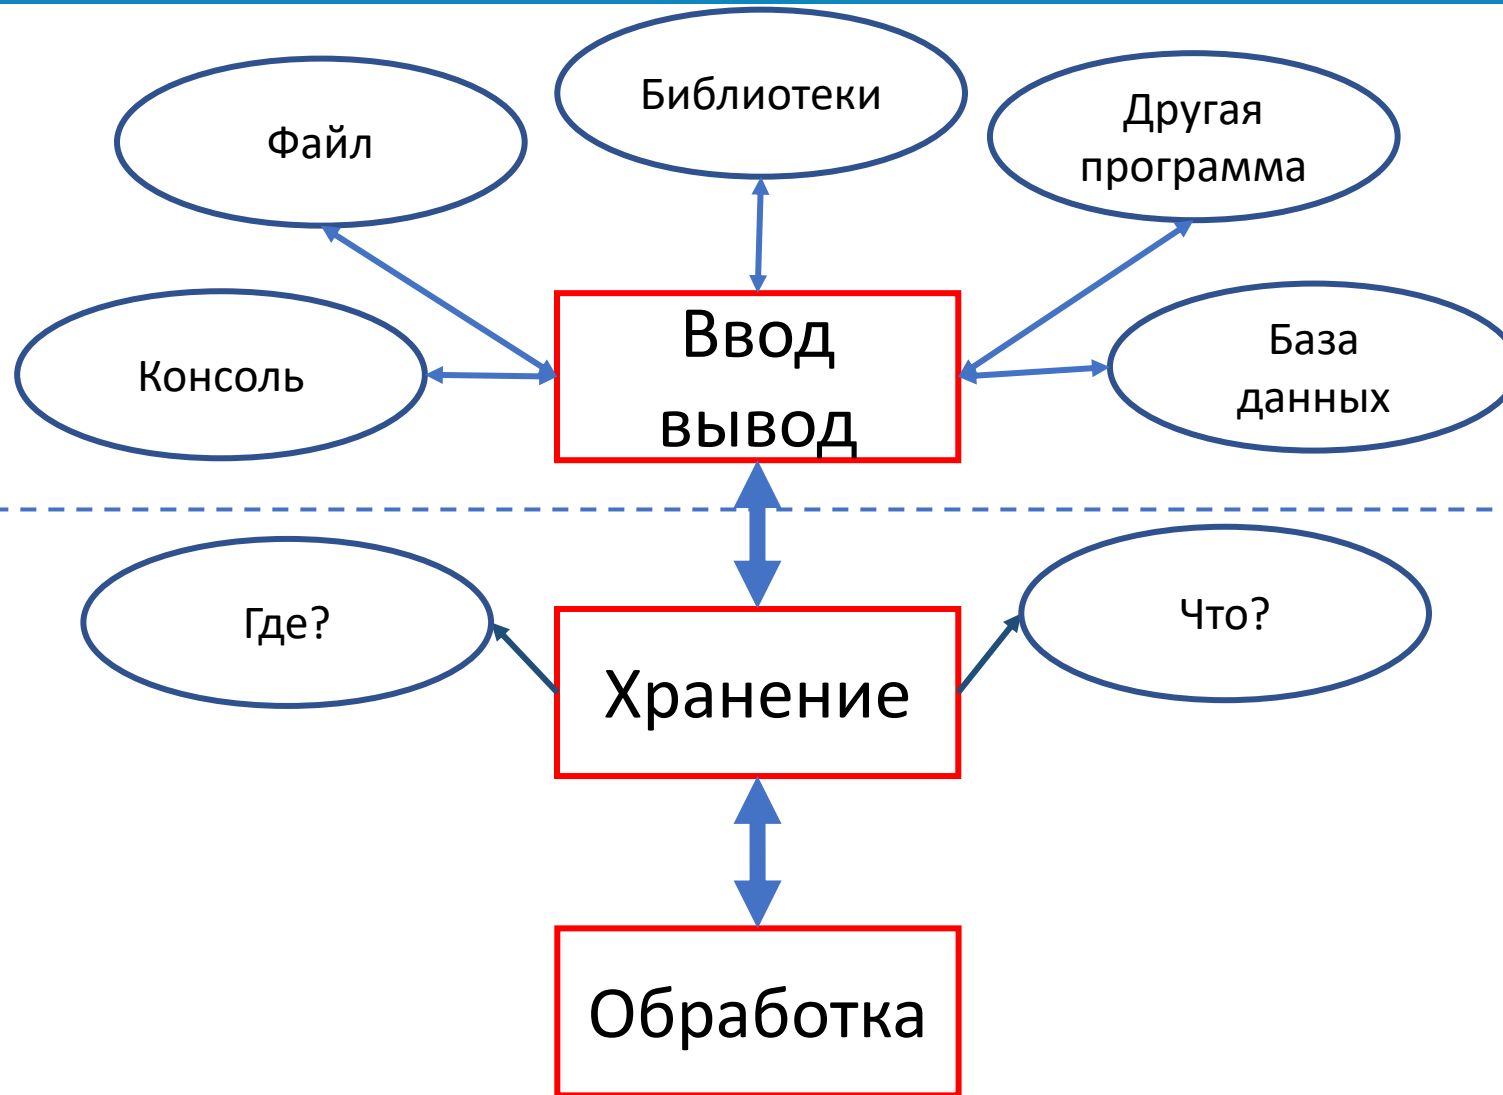 Библиотеки
Файл
Другая
программа
Консоль
Ввод
вывод
База
данных
Где?
Что?
Хранение
Обработка